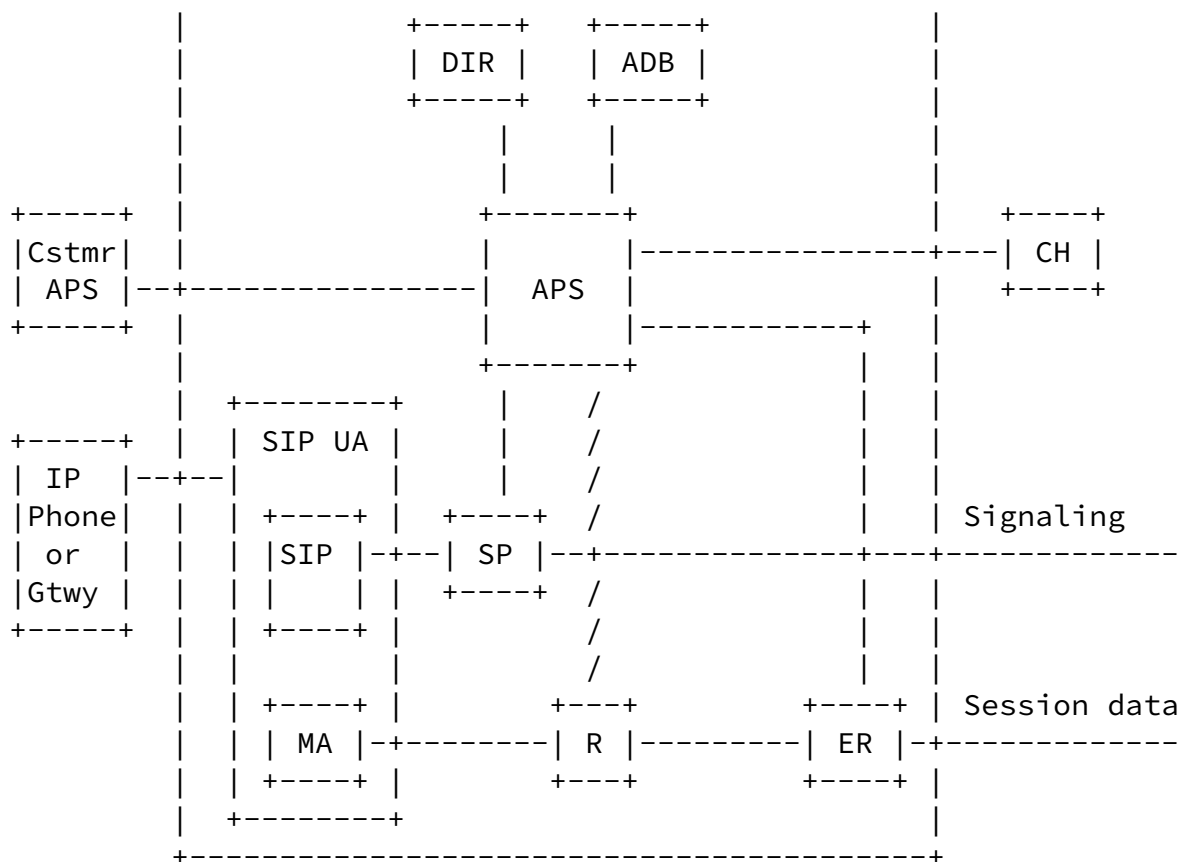 DIR ADB
Cstmr
APS APS CH
SIP UA
IP
Phone Signaling
or SIP SP
Gtwy
Session data
MA R ER